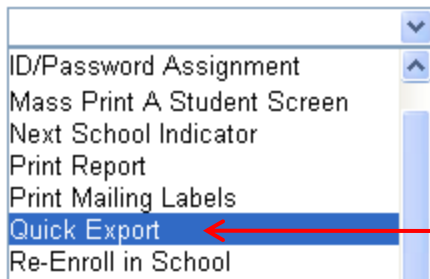 ID/Password Assignment
Mass Print A Student Screen
Next School Indicator
Print Report
Print Mailing Labels
Quick Export
Re-Enroll in School